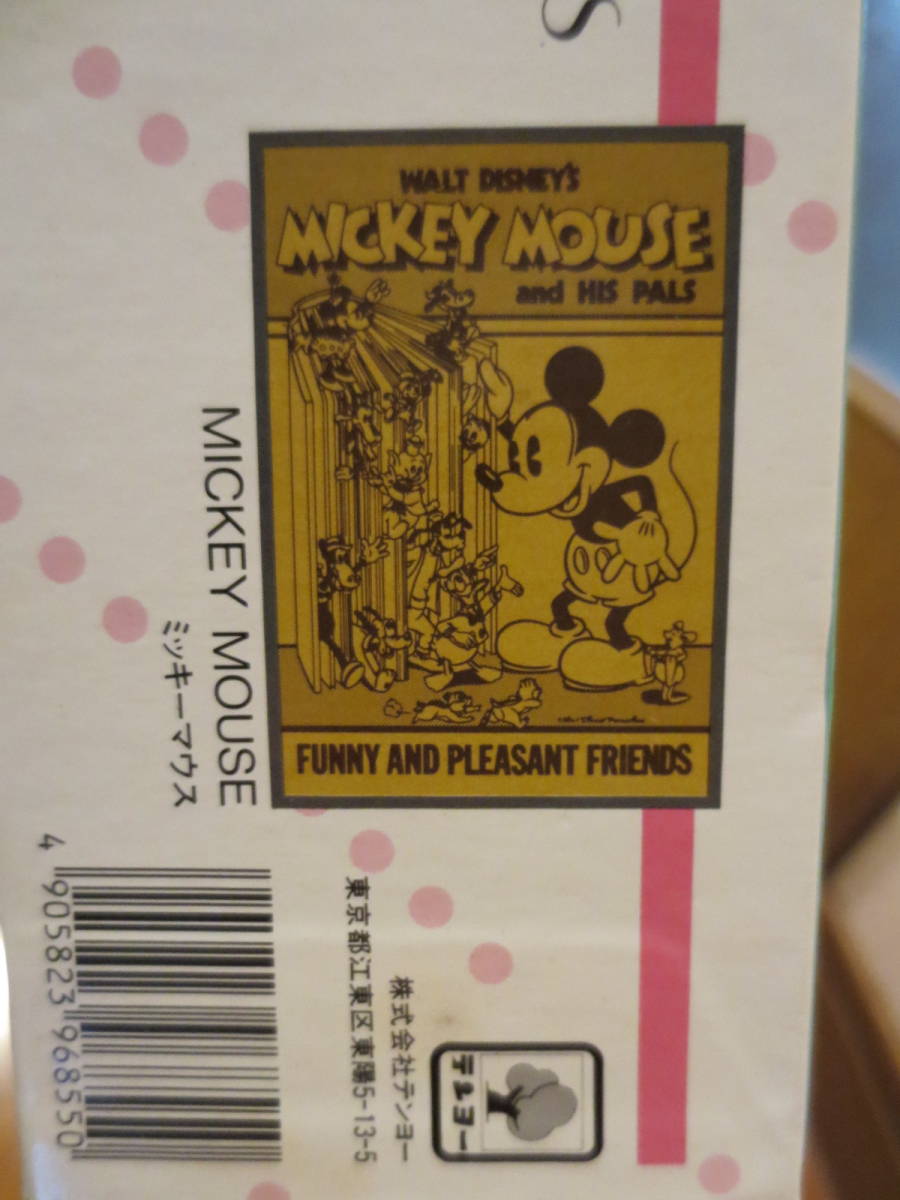 S
WALT DISNEY'S
MICKEY MOUSE
and HIS PALS
FUNNY AND PLEASANT FRIENDS
MICKEY MOUSE
ミッキーマウス
4 905823 968550
株式会社テンヨー
東京都江東区東陽5-13-5
テンヨー